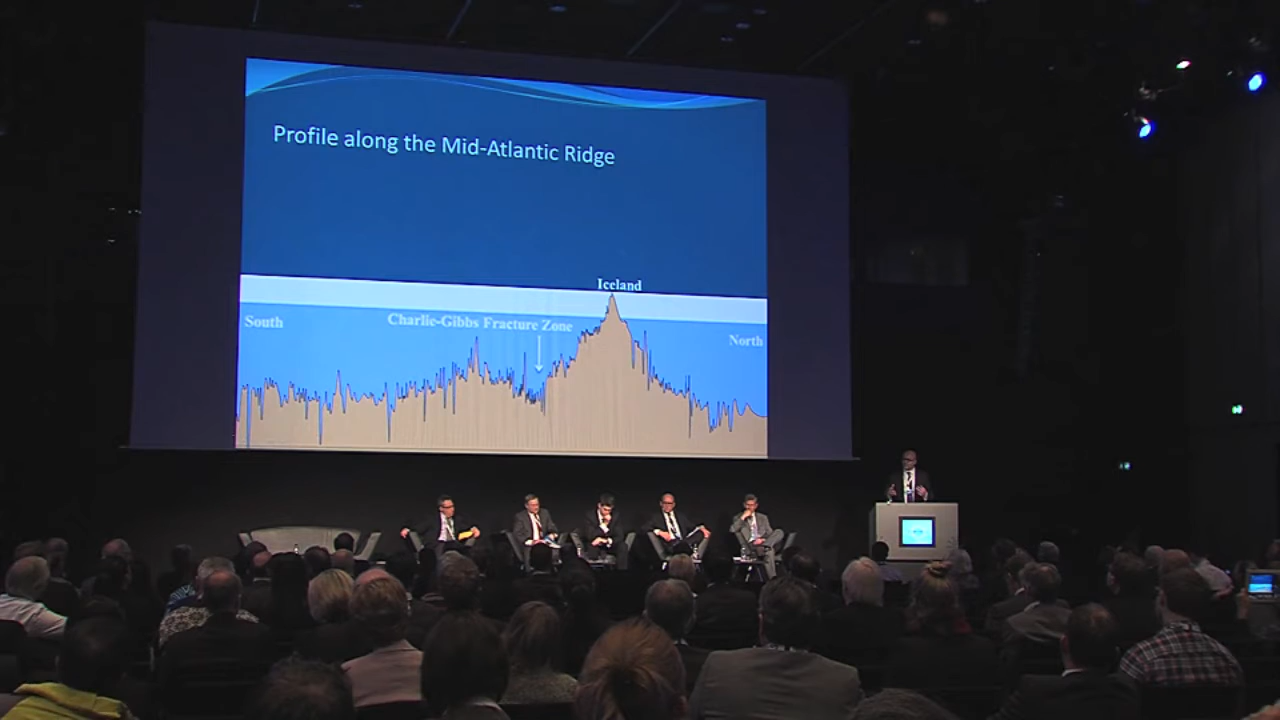 Profile along the Mid-Atlantic Ridge
Iceland
South
Charlie-Gibbs Fracture Zone
North